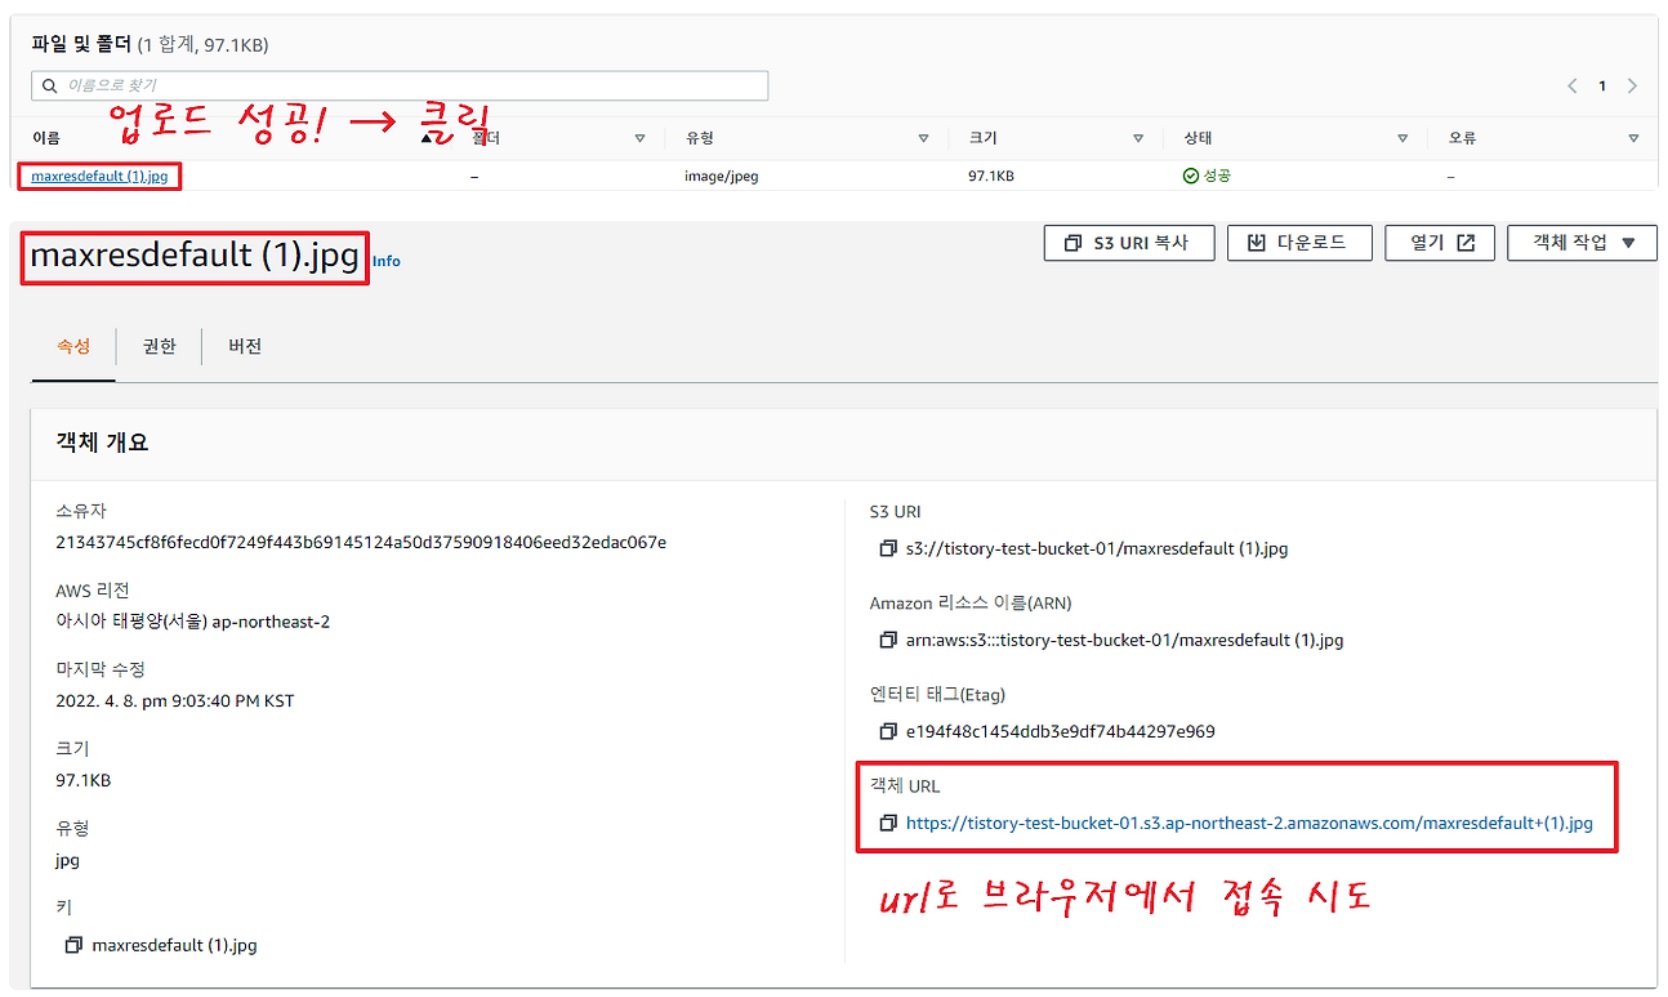 파일 및 폴더 (1 합계, 97.1KB)
이름으로 찾기
1
업로드 성공! → 클릭
이름 폴더 유형 크기 상태 오류
maxresdefault (1).jpg – image/jpeg 97.1KB 성공 –
maxresdefault (1).jpg Info
S3 URI 복사 다운로드 열기 객체 작업
속성 권한 버전
객체 개요
소유자
21343745cf8f6fecd0f7249f443b69145124a50d37590918406eed32edac067e
AWS 리전
아시아 태평양(서울) ap-northeast-2
마지막 수정
2022. 4. 8. pm 9:03:40 PM KST
크기
97.1KB
유형
jpg
키
maxresdefault (1).jpg
S3 URI
s3://tistory-test-bucket-01/maxresdefault (1).jpg
Amazon 리소스 이름(ARN)
arn:aws:s3:::tistory-test-bucket-01/maxresdefault (1).jpg
엔터티 태그(Etag)
e194f48c1454ddb3e9df74b44297e969
객체 URL
https://tistory-test-bucket-01.s3.ap-northeast-2.amazonaws.com/maxresdefault+(1).jpg
url로 브라우저에서 접속 시도